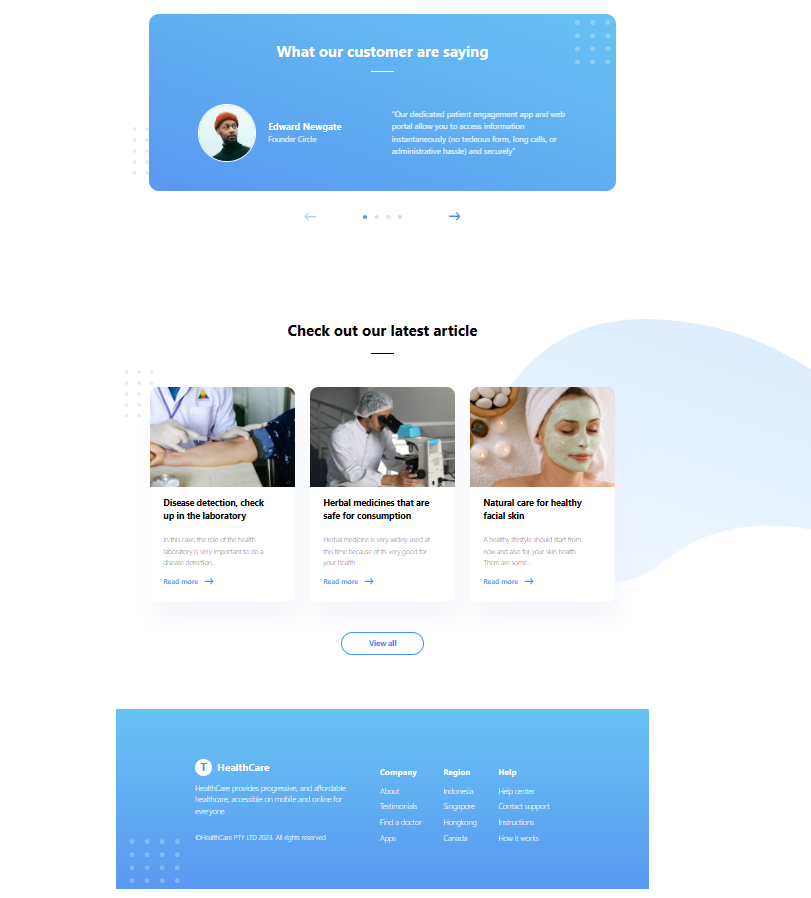 What our customer are saying
Edward Newgate
Founder Circle
"Our dedicated patient engagement app and web
portal allow you to access information
instantaneously (no tedeous form, long calls, or
administrative hassle) and securely"
Check out our latest article
Disease detection, check
up in the laboratory
In this case, the role of the health
laboratory is very important to do a
disease detection...
Read more
Herbal medicines that are
safe for consumption
Herbal medicine is very widely used at
this time because of its very good for
your health...
Read more
Natural care for healthy
facial skin
A healthy lifestyle should start from
now and also for your skin health.
There are some...
Read more
View all
T HealthCare
HealthCare provides progressive, and affordable
healthcare, accessible on mobile and online for
everyone
©HealthCare PTY LTD 2023. All rights reserved
Company
About
Testimonials
Find a doctor
Apps
Region
Indonesia
Singapore
Hongkong
Canada
Help
Help center
Contact support
Instructions
How it works